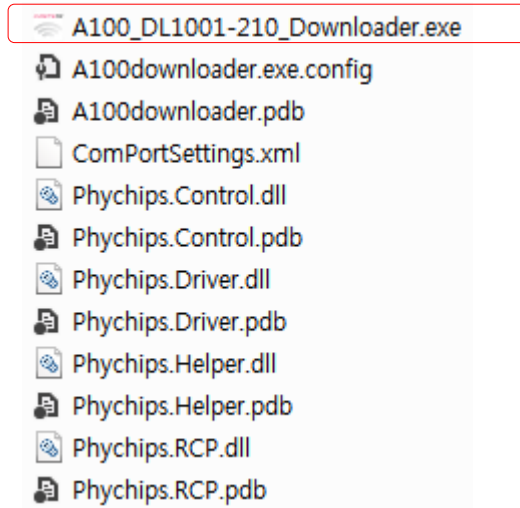 A100_DL1001-210_Downloader.exe
A100downloader.exe.config
A100downloader.pdb
ComPortSettings.xml
Phychips.Control.dll
Phychips.Control.pdb
Phychips.Driver.dll
Phychips.Driver.pdb
Phychips.Helper.dll
Phychips.Helper.pdb
Phychips.RCP.dll
Phychips.RCP.pdb